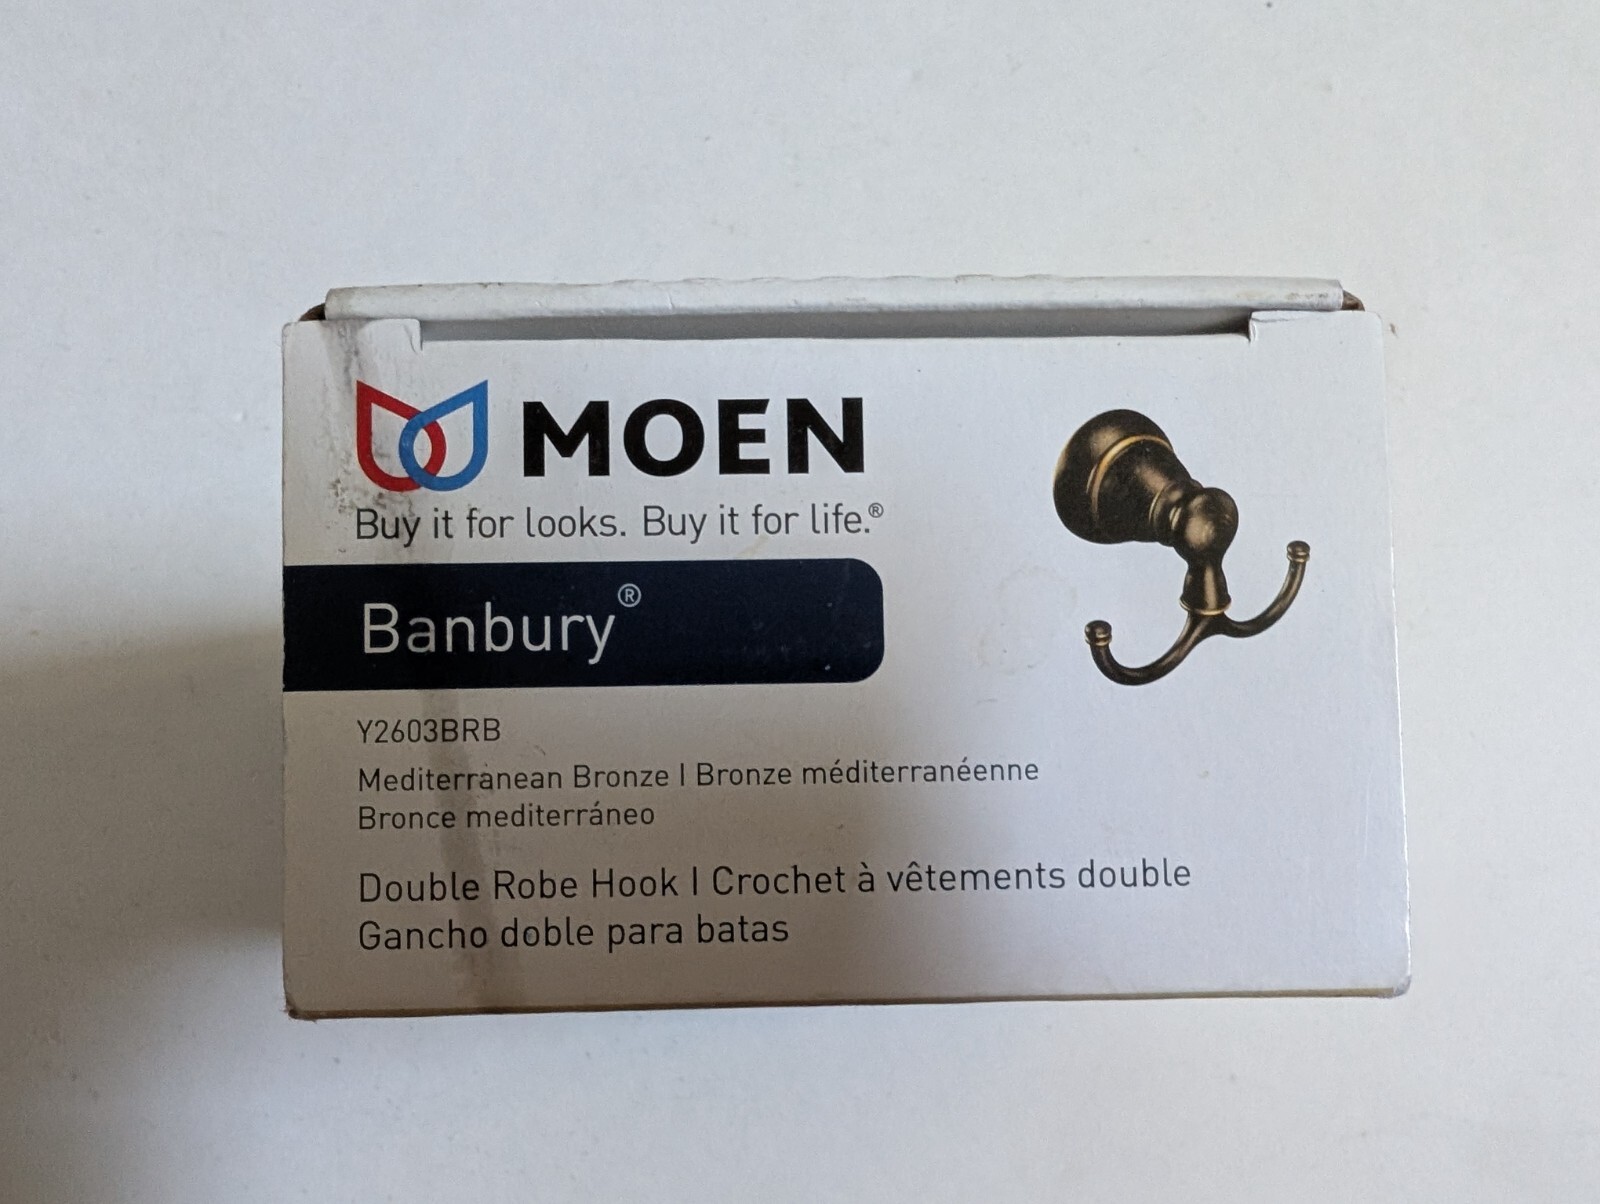 MOEN
Buy it for looks. Buy it for life.®
Banbury®
Y2603BRB
Mediterranean Bronze | Bronze méditerranéenne
Bronce mediterráneo
Double Robe Hook | Crochet à vêtements double
Gancho doble para batas